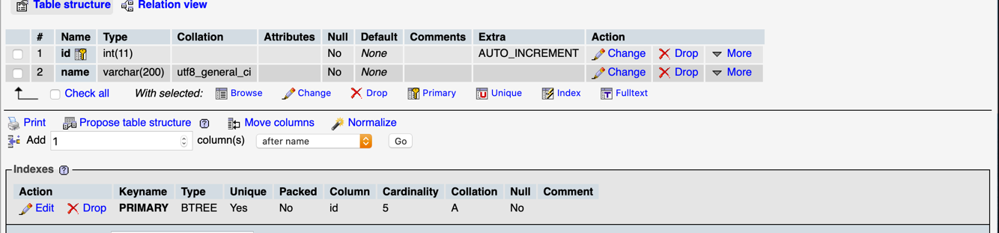 Table structure Relation view
# Name Type Collation Attributes Null Default Comments Extra Action
1 id int(11) No None AUTO_INCREMENT Change Drop More
2 name varchar(200) utf8_general_ci No None Change Drop More
Check all With selected: Browse Change Drop Primary Unique Index Fulltext
Print Propose table structure Move columns Normalize
Add 1 column(s) after name Go
Indexes
Action Keyname Type Unique Packed Column Cardinality Collation Null Comment
Edit Drop PRIMARY BTREE Yes No id 5 A No